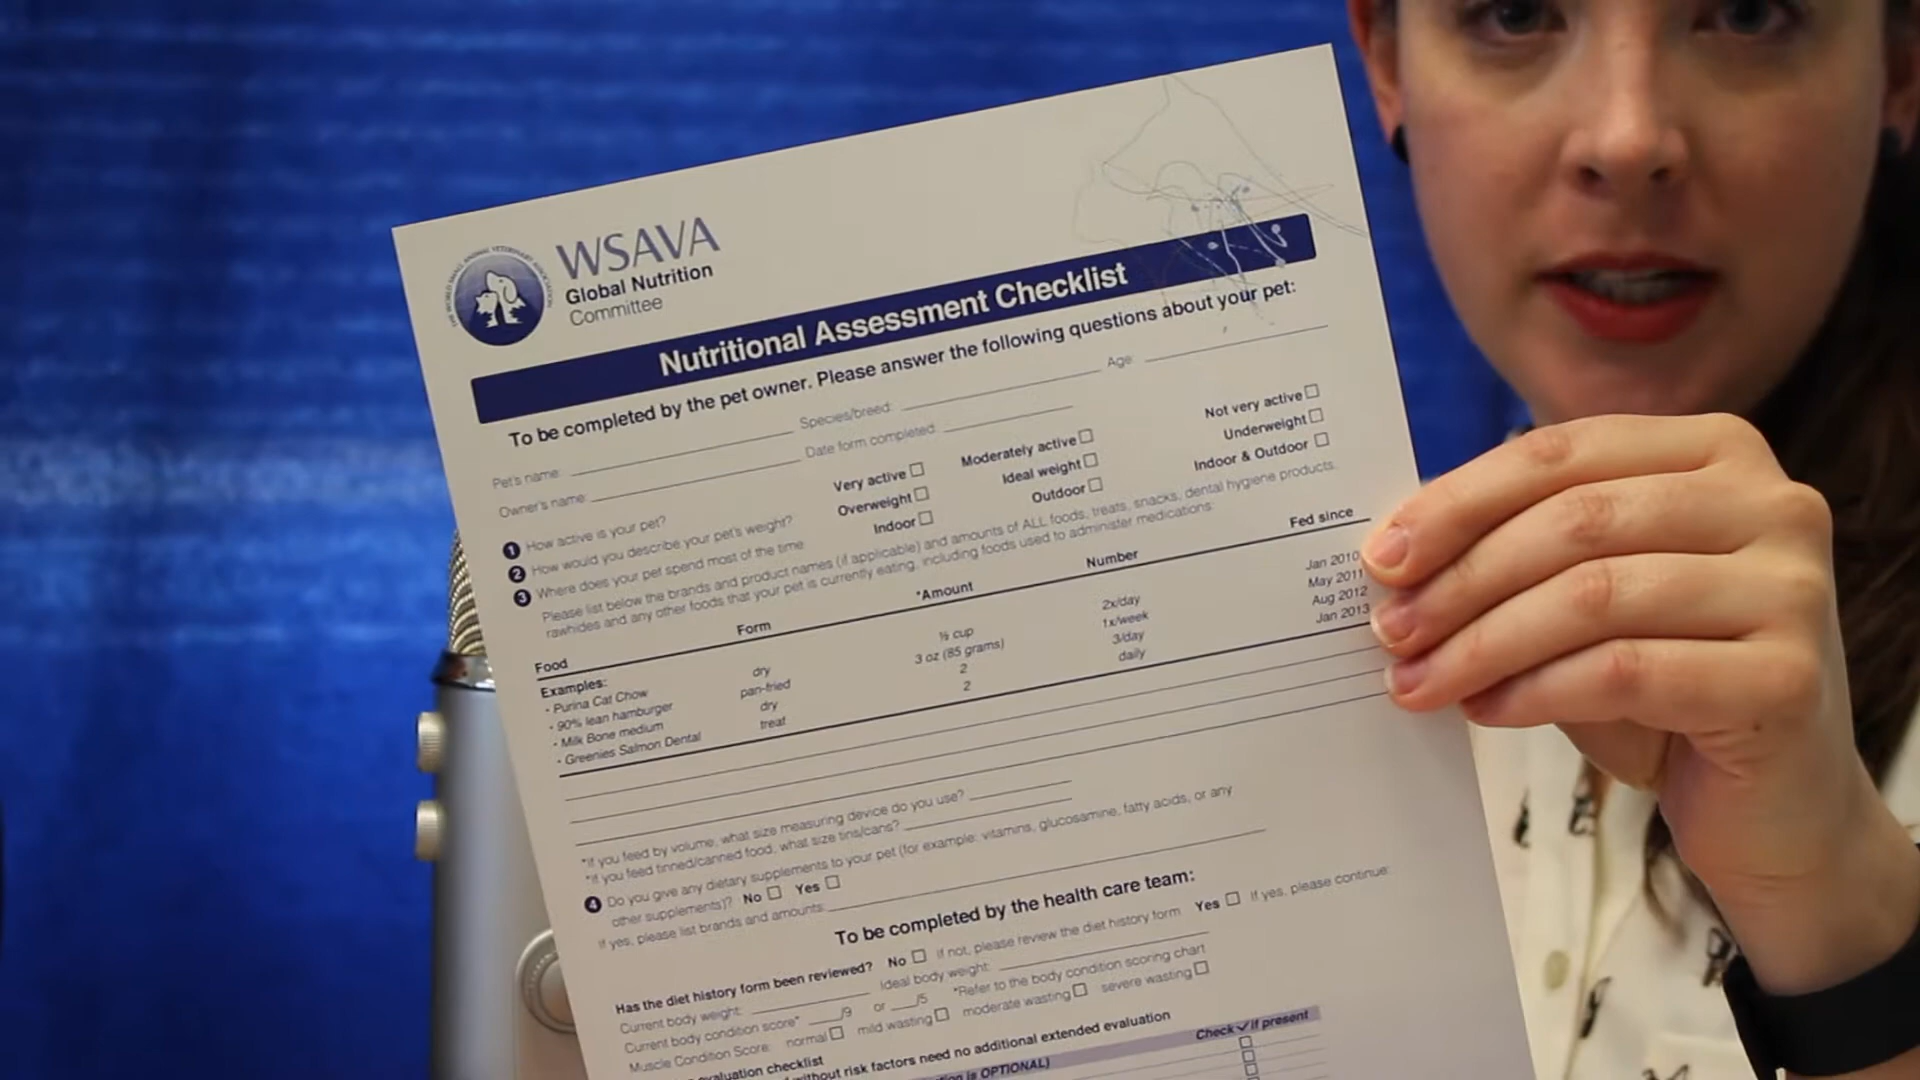 THE WORLD SMALL ANIMAL VETERINARY ASSOCIATION
WSAVA
Global Nutrition
Committee
Nutritional Assessment Checklist
To be completed by the pet owner. Please answer the following questions about your pet:
Pet's name: Species/breed: Age:
Owner's name: Date form completed:
1 How active is your pet? Very active Moderately active Not very active
2 How would you describe your pet's weight? Overweight Ideal weight Underweight
3 Where does your pet spend most of the time Indoor Outdoor Indoor & Outdoor
Please list below the brands and product names (if applicable) and amounts of ALL foods, treats, snacks, dental hygiene products,
rawhides and any other foods that your pet is currently eating, including foods used to administer medications:
Food Form *Amount Number Fed since
Examples:
- Purina Cat Chow dry ½ cup 2x/day Jan 2010
- 90% lean hamburger pan-fried 3 oz (85 grams) 1x/week May 2011
- Milk Bone medium dry 2 3/day Aug 2012
- Greenies Salmon Dental treat 2 daily Jan 2013
*If you feed by volume, what size measuring device do you use?
*If you feed tinned/canned food, what size tins/cans?
4 Do you give any dietary supplements to your pet (for example: vitamins, glucosamine, fatty acids, or any
other supplements)? No Yes
If yes, please list brands and amounts:
To be completed by the health care team:
Has the diet history form been reviewed? No If not, please review the diet history form Yes If yes, please continue:
Current body weight: Ideal body weight:
Current body condition score* /9 or /5 *Refer to the body condition scoring chart
Muscle Condition Score: normal mild wasting moderate wasting severe wasting
evaluation checklist
without risk factors need no additional extended evaluation
is OPTIONAL) Check ✓ if present